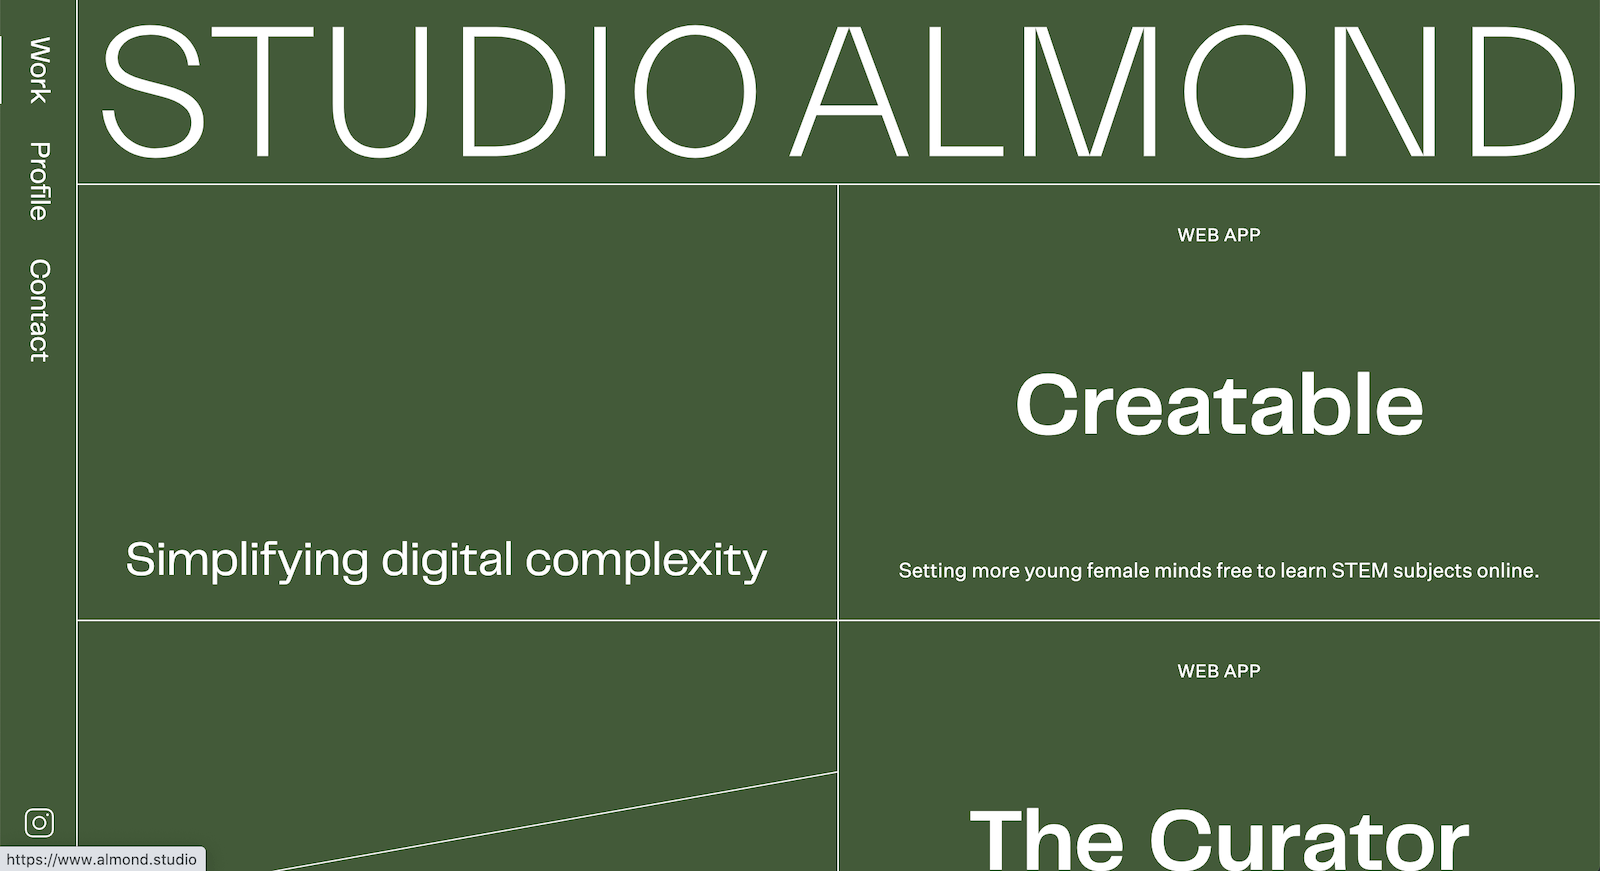 Work
Profile
Contact
STUDIO ALMOND
Simplifying digital complexity
WEB APP
Creatable
Setting more young female minds free to learn STEM subjects online.
WEB APP
The Curator
https://www.almond.studio